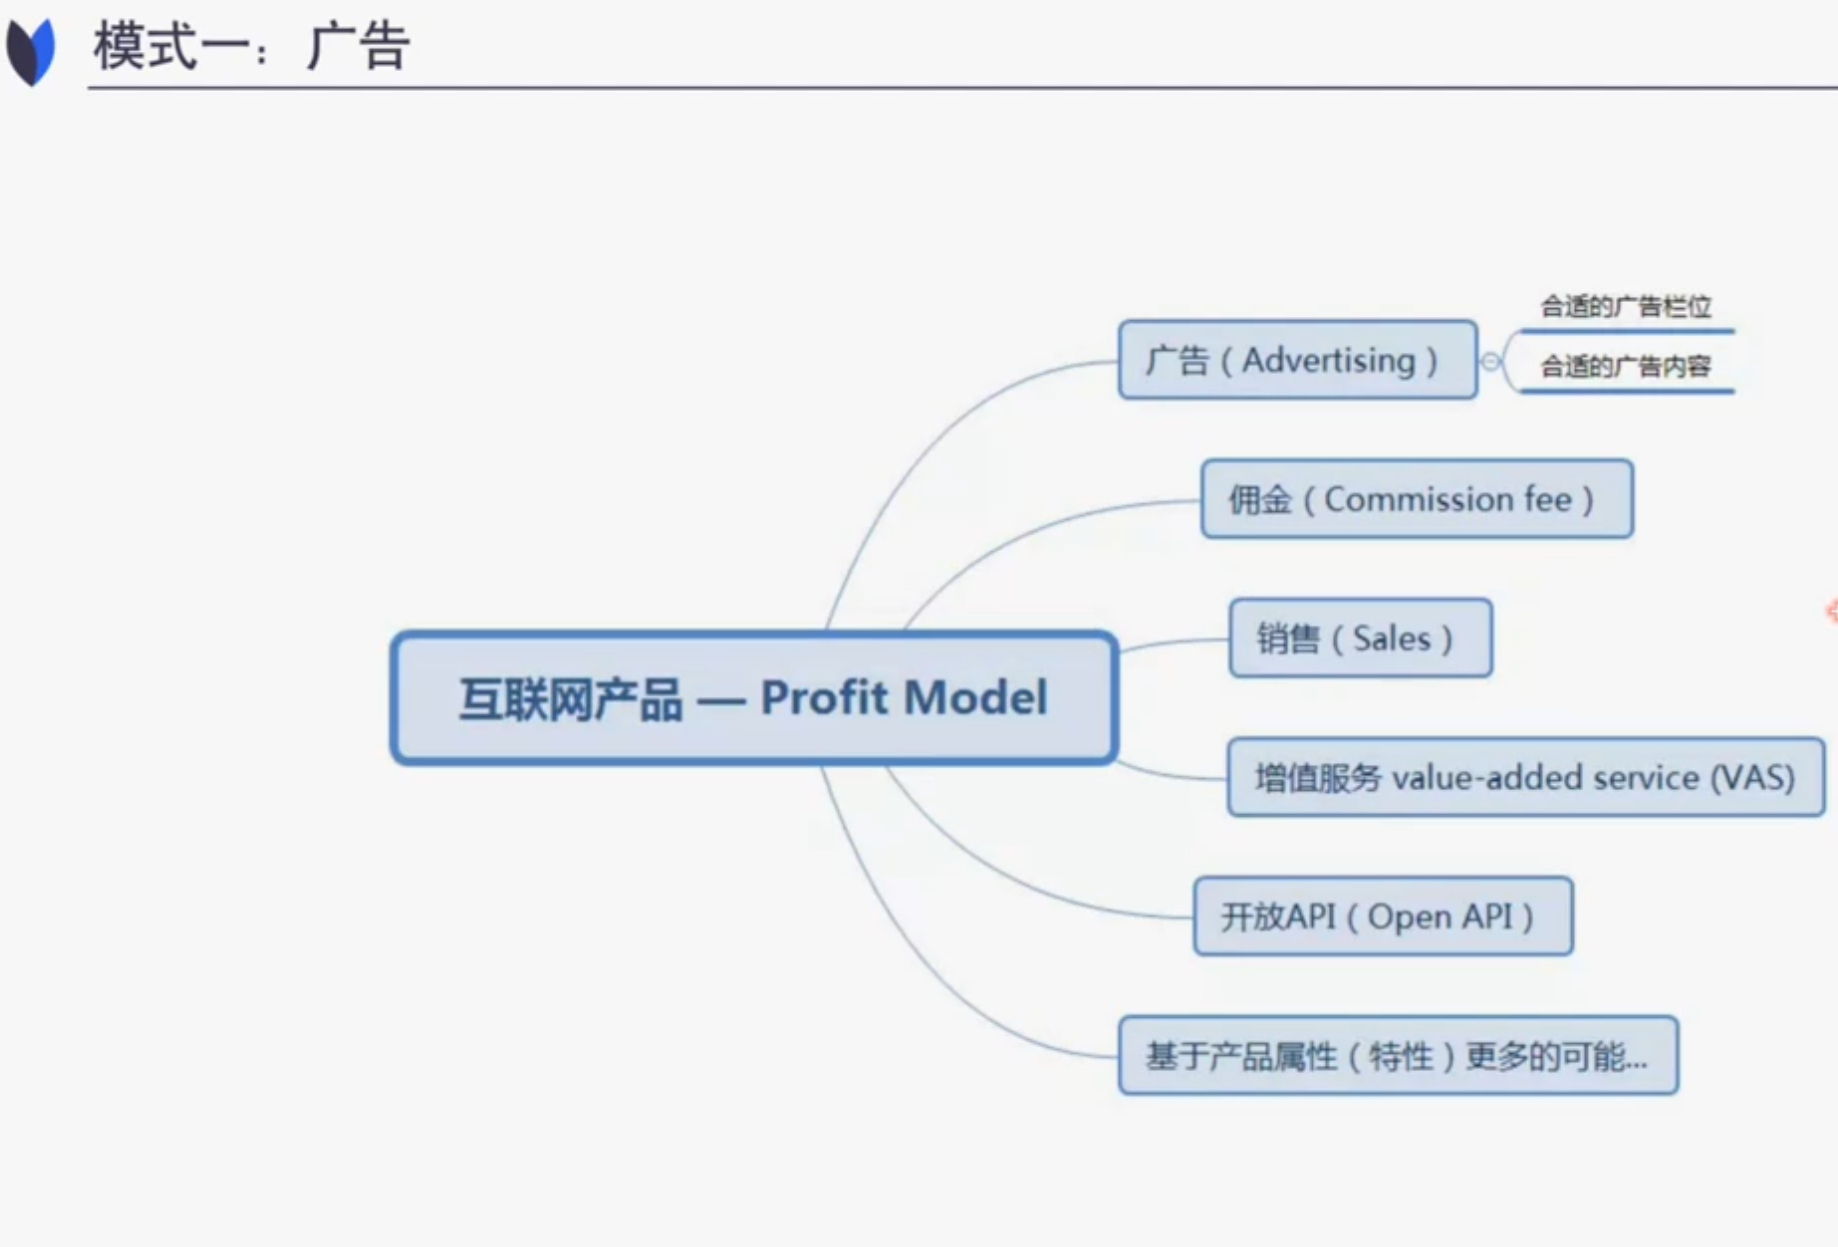 模式一：广告
合适的广告栏位
广告（Advertising）
合适的广告内容
佣金（Commission fee）
销售（Sales）
互联网产品 — Profit Model
增值服务 value-added service (VAS)
开放API（Open API）
基于产品属性（特性）更多的可能...